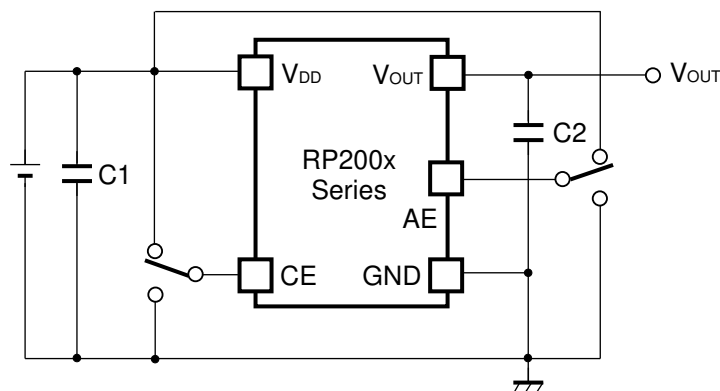 VDD
VOUT
VOUT
C1
RP200x
Series
C2
AE
CE
GND